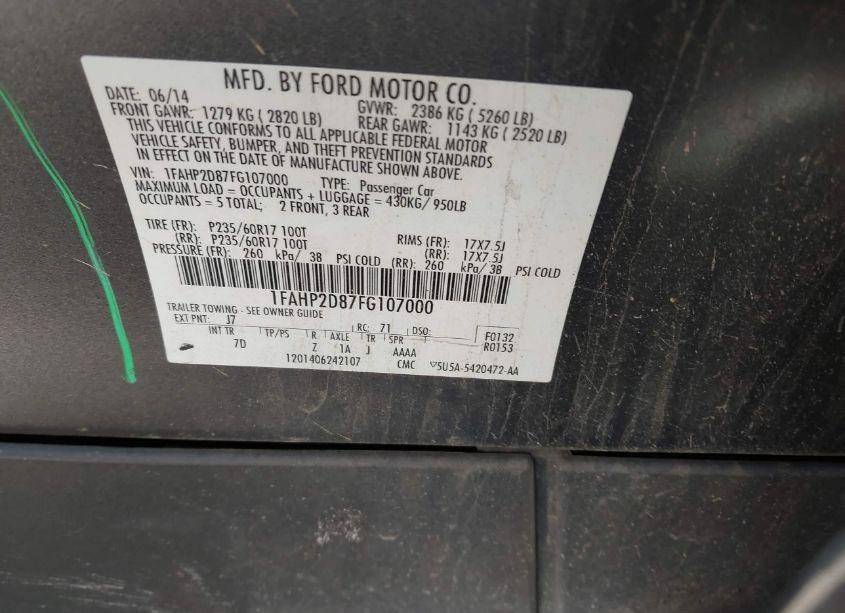 MFD. BY FORD MOTOR CO.
DATE: 06/14 GVWR: 2386 KG ( 5260 LB)
FRONT GAWR: 1279 KG ( 2820 LB) REAR GAWR: 1143 KG ( 2520 LB)
THIS VEHICLE CONFORMS TO ALL APPLICABLE FEDERAL MOTOR
VEHICLE SAFETY, BUMPER, AND THEFT PREVENTION STANDARDS
IN EFFECT ON THE DATE OF MANUFACTURE SHOWN ABOVE.
VIN: 1FAHP2D87FG107000 TYPE: Passenger Car
MAXIMUM LOAD = OCCUPANTS + LUGGAGE = 430KG/ 950LB
OCCUPANTS = 5 TOTAL; 2 FRONT, 3 REAR
TIRE (FR): P235/60R17 100T RIMS (FR): 17X7.5J
(RR): P235/60R17 100T (RR): 17X7.5J
PRESSURE (FR): 260 kPa/ 38 PSI COLD (RR): 260 kPa/ 38 PSI COLD
1FAHP2D87FG107000
TRAILER TOWING - SEE OWNER GUIDE
EXT PNT: J7 RC: 71 DSO: F0132
INT TR TP/PS R AXLE TR SPR R0153
7D Z 1A J AAAA
1201406242107 CMC 5U5A-5420472-AA